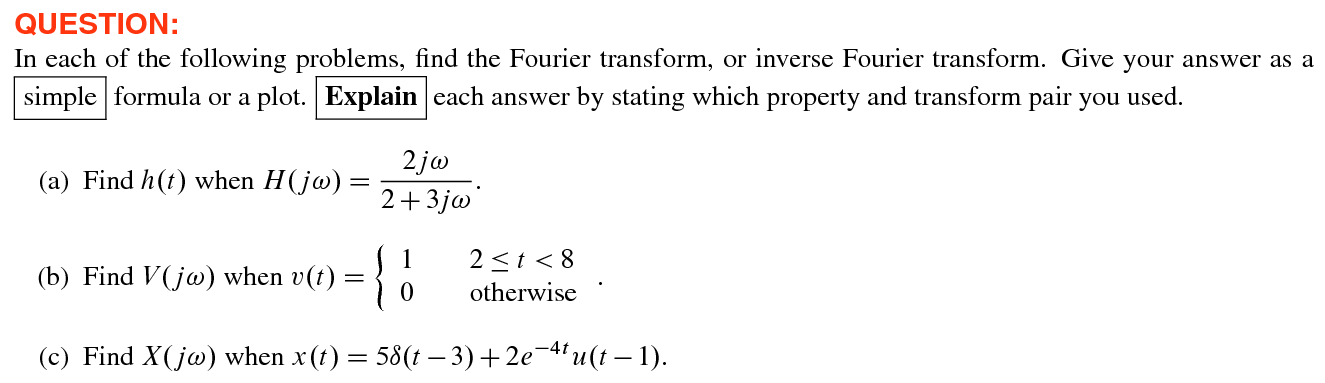 QUESTION:
In each of the following problems, find the Fourier transform, or inverse Fourier transform. Give your answer as a
simple formula or a plot. Explain each answer by stating which property and transform pair you used.
(a) Find h(t) when H(jω) = 2jω / (2+3jω).
(b) Find V(jω) when v(t) = { 1 2 ≤ t < 8
0 otherwise .
(c) Find X(jω) when x(t) = 5δ(t − 3) + 2e^{−4t}u(t − 1).